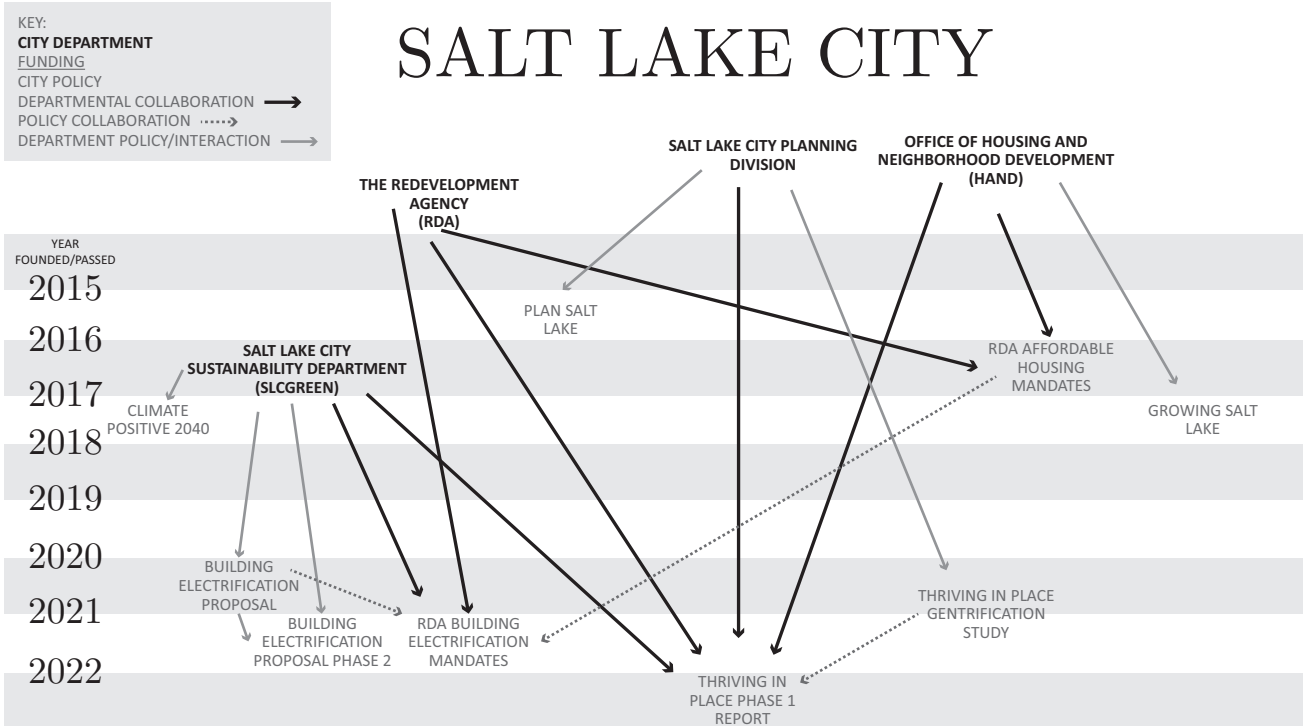 KEY:
CITY DEPARTMENT
FUNDING
CITY POLICY
DEPARTMENTAL COLLABORATION
POLICY COLLABORATION
DEPARTMENT POLICY/INTERACTION
SALT LAKE CITY
SALT LAKE CITY PLANNING
DIVISION
OFFICE OF HOUSING AND
NEIGHBORHOOD DEVELOPMENT
(HAND)
THE REDEVELOPMENT
AGENCY
(RDA)
YEAR
FOUNDED/PASSED
2015
PLAN SALT
LAKE
2016
SALT LAKE CITY
SUSTAINABILITY DEPARTMENT
(SLCGREEN)
RDA AFFORDABLE
HOUSING
MANDATES
2017
CLIMATE
POSITIVE 2040
GROWING SALT
LAKE
2018
2019
2020
BUILDING
ELECTRIFICATION
PROPOSAL
THRIVING IN PLACE
GENTRIFICATION
STUDY
2021
BUILDING
ELECTRIFICATION
PROPOSAL PHASE 2
RDA BUILDING
ELECTRIFICATION
MANDATES
2022
THRIVING IN
PLACE PHASE 1
REPORT